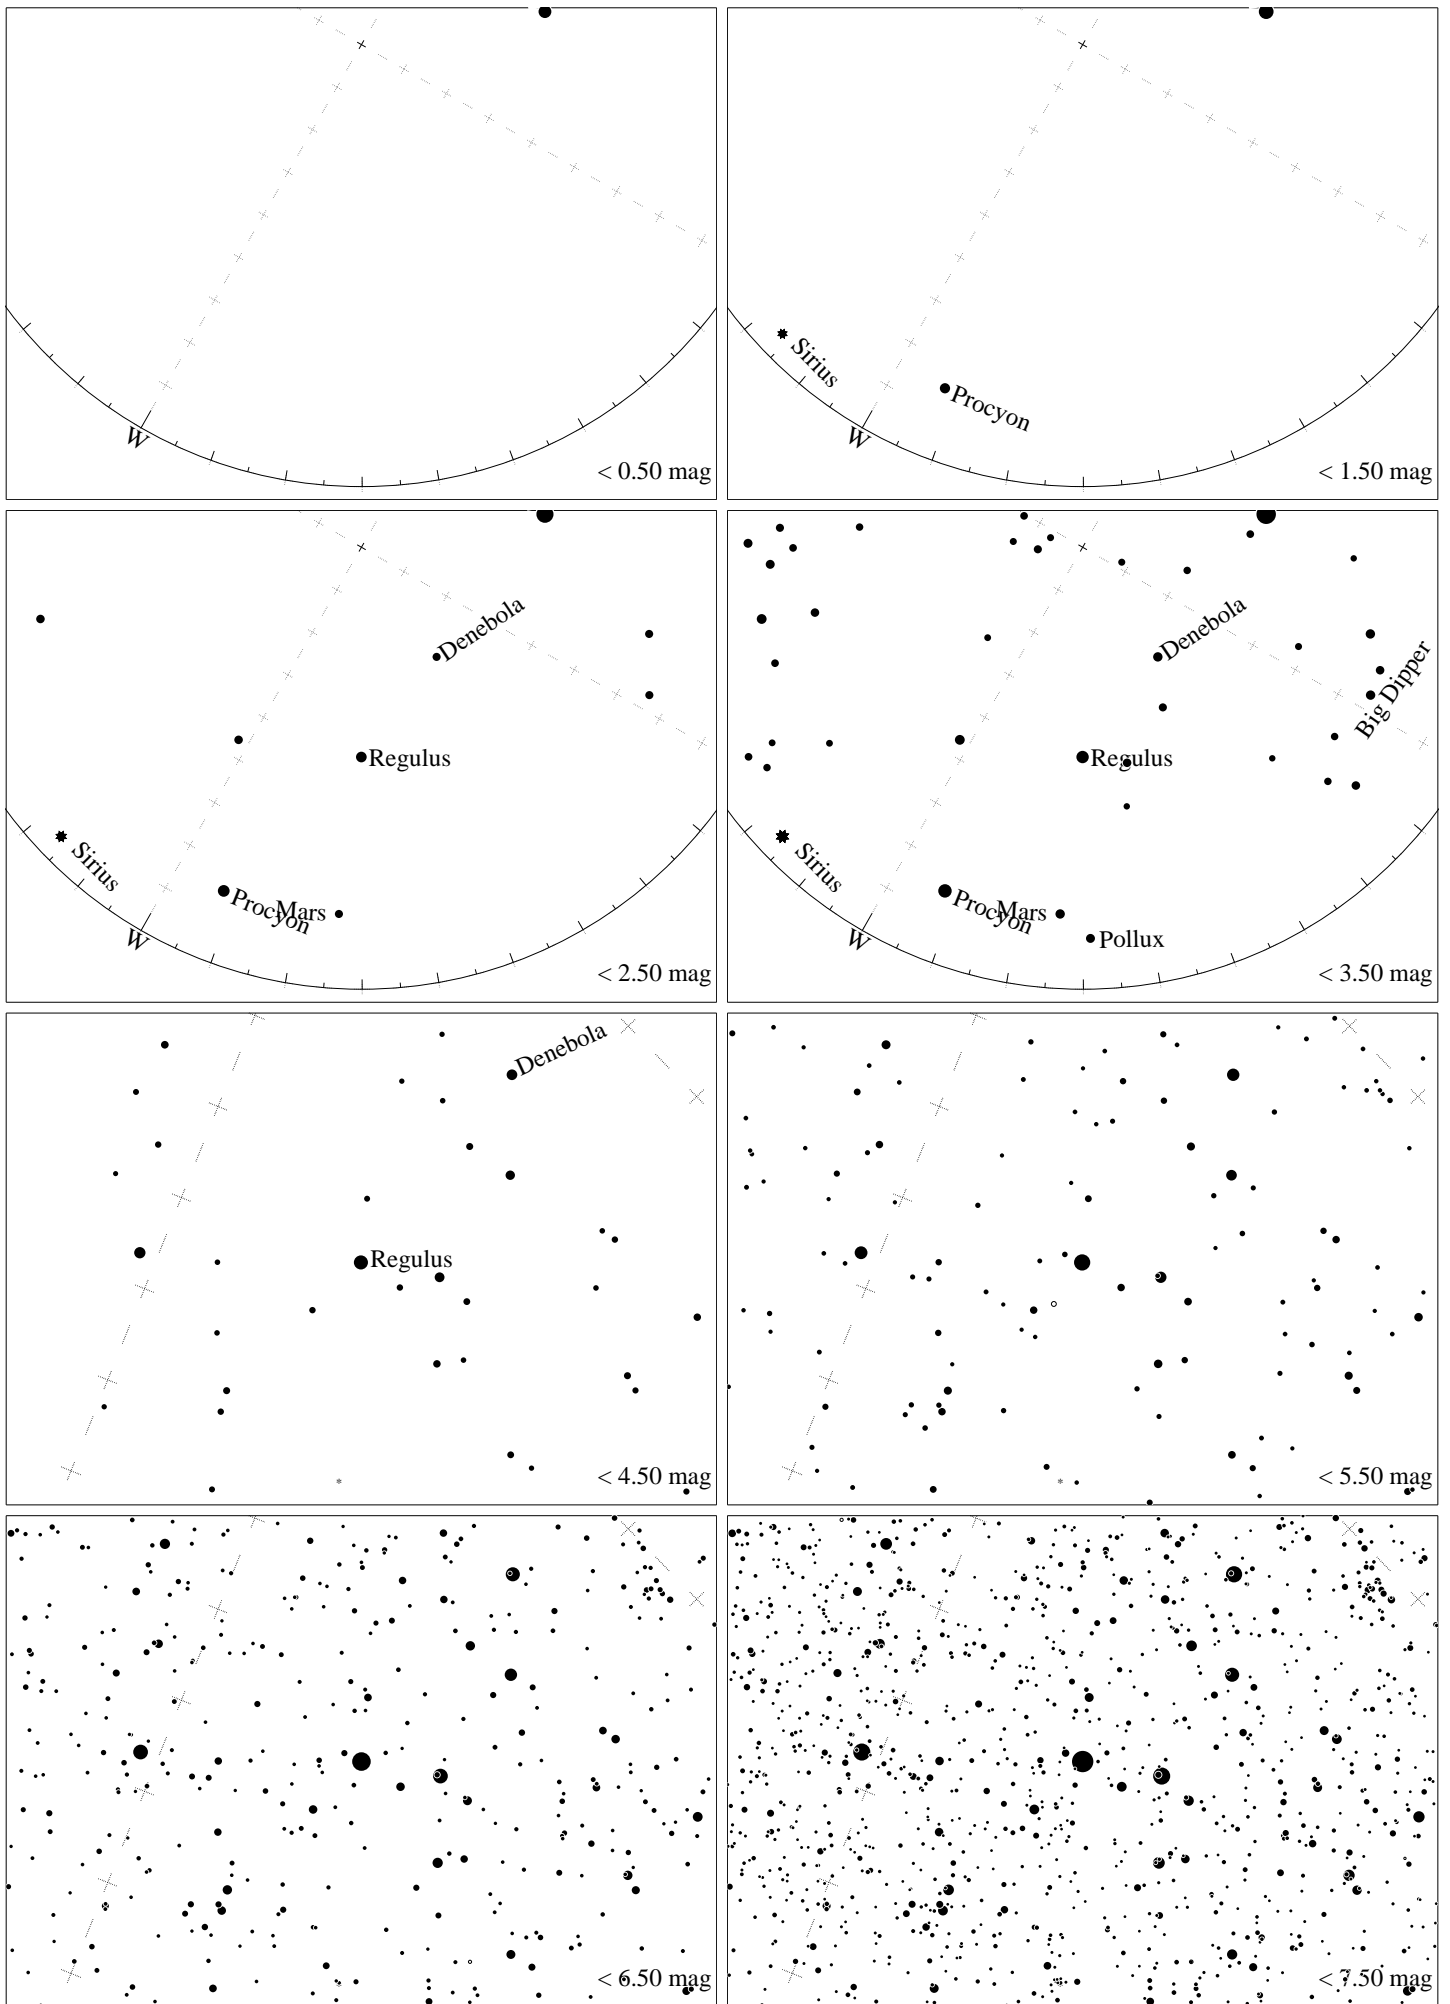 W
< 0.50 mag
Sirius
Procyon
W
< 1.50 mag
Denebola
Regulus
Sirius
Procyon
Mars
W
< 2.50 mag
Denebola
Big Dipper
Regulus
Sirius
Procyon
Mars
Pollux
W
< 3.50 mag
Denebola
Regulus
< 4.50 mag
< 5.50 mag
< 6.50 mag
< 7.50 mag